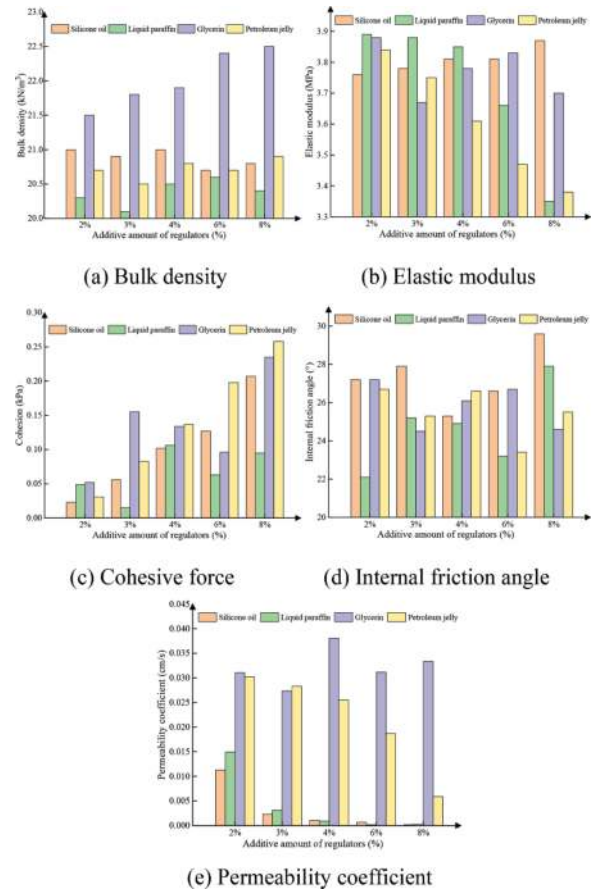 Silicone oil Liquid paraffin Glycerin Petroleum jelly
23.0
22.5
22.0
21.5
21.0
20.5
20.0
Bulk density (kN/m³)
2% 3% 4% 6% 8%
Additive amount of regulators (%)
(a) Bulk density
Silicone oil Liquid paraffin Glycerin Petroleum jelly
3.9
3.8
3.7
3.6
3.5
3.4
3.3
Elastic modulus (MPa)
2% 3% 4% 6% 8%
Additive amount of regulators (%)
(b) Elastic modulus
Silicone oil Liquid paraffin Glycerin Petroleum jelly
0.30
0.25
0.20
0.15
0.10
0.05
0.00
Cohesion (kPa)
2% 3% 4% 6% 8%
Additive amount of regulators (%)
(c) Cohesive force
Silicone oil Liquid paraffin Glycerin Petroleum jelly
30
28
26
24
22
20
Internal friction angle (°)
2% 3% 4% 6% 8%
Additive amount of regulators (%)
(d) Internal friction angle
Silicone oil Liquid paraffin Glycerin Petroleum jelly
0.045
0.040
0.035
0.030
0.025
0.020
0.015
0.010
0.005
0.000
Permeability coefficient (cm/s)
2% 3% 4% 6% 8%
Additive amount of regulators (%)
(e) Permeability coefficient